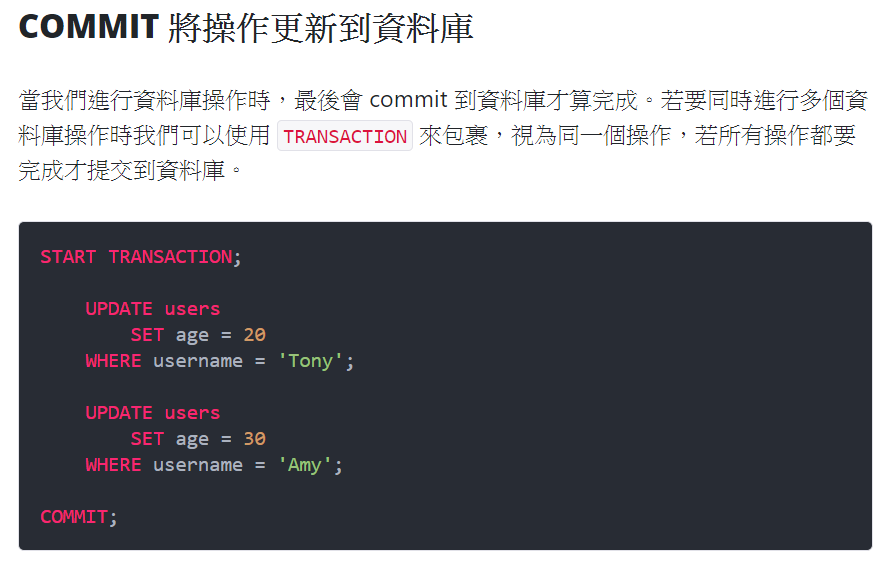 COMMIT 將操作更新到資料庫
當我們進行資料庫操作時，最後會 commit 到資料庫才算完成。若要同時進行多個資
料庫操作時我們可以使用 TRANSACTION 來包裹，視為同一個操作，若所有操作都要
完成才提交到資料庫。
START TRANSACTION;
UPDATE users
SET age = 20
WHERE username = 'Tony';
UPDATE users
SET age = 30
WHERE username = 'Amy';
COMMIT;